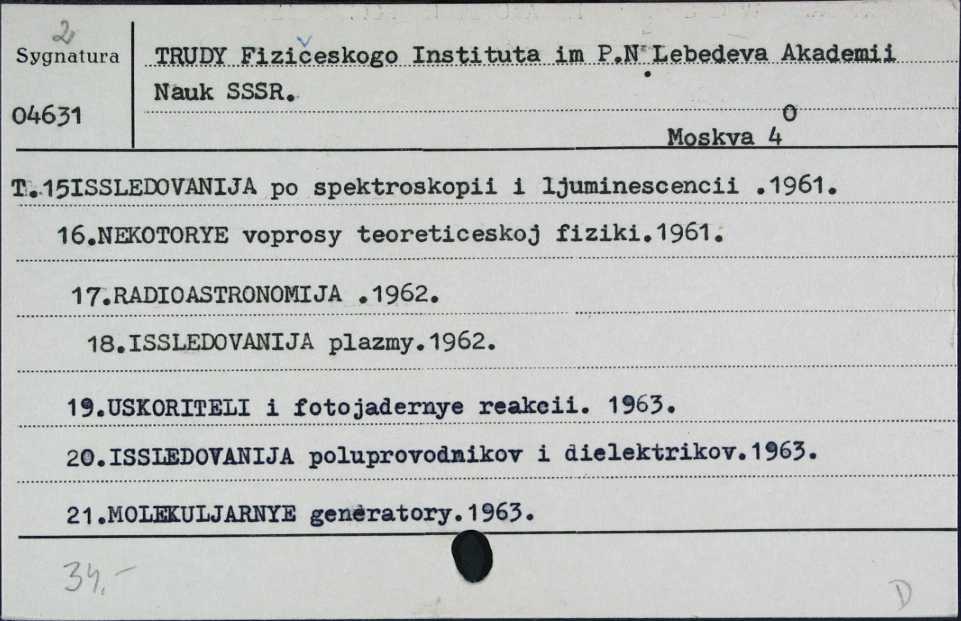 2
Sygnatura
04631
TRUDY Fizičeskogo Instituta im P.N. Lebedeva Akademii
Nauk SSSR.
Moskva 4°
T.15ISSLEDOVANIJA po spektroskopii i ljuminescencii .1961.
16.NEKOTORYE voprosy teoreticeskoj fiziki.1961.
17.RADIOASTRONOMIJA .1962.
18.ISSLEDOVANIJA plazmy.1962.
19.USKORITELI i fotojadernye reakcii. 1963.
20.ISSLEDOVANIJA poluprovodnikov i dielektrikov.1963.
21.MOLEKULJARNYE generatory.1963.
34.-
D